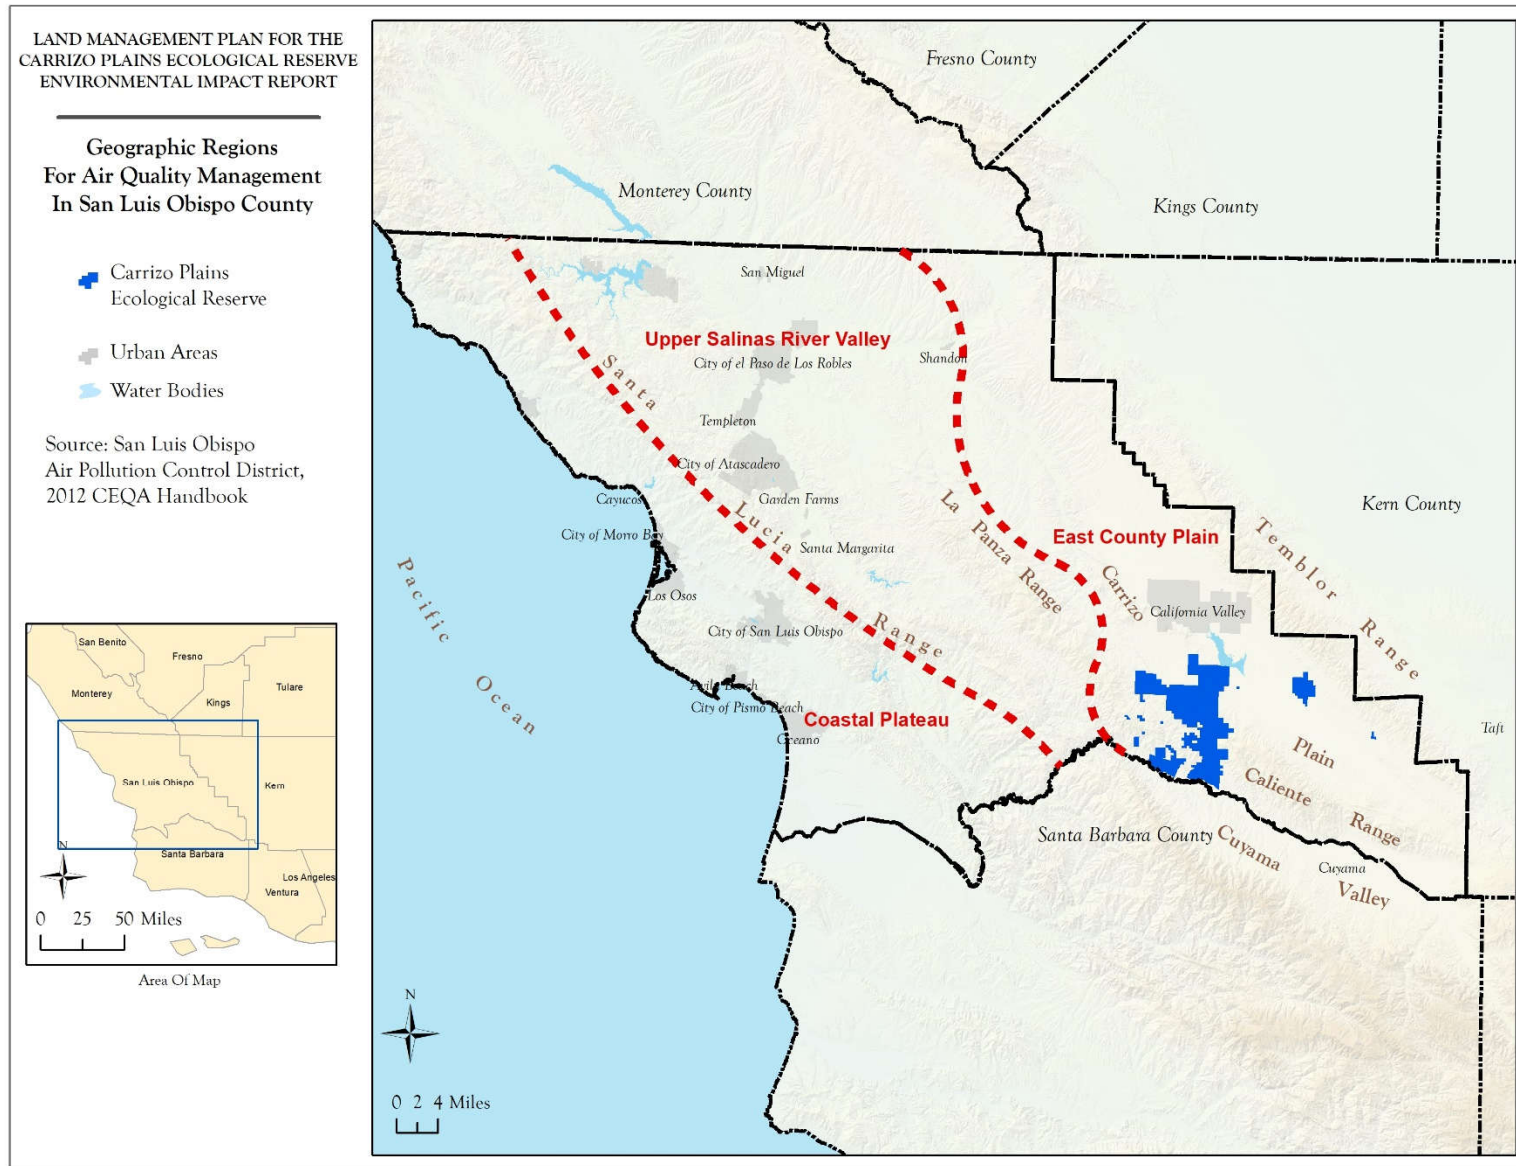 LAND MANAGEMENT PLAN FOR THE
CARRIZO PLAINS ECOLOGICAL RESERVE
ENVIRONMENTAL IMPACT REPORT
Geographic Regions
For Air Quality Management
In San Luis Obispo County
Carrizo Plains
Ecological Reserve
Urban Areas
Water Bodies
Source: San Luis Obispo
Air Pollution Control District,
2012 CEQA Handbook
San Benito
Fresno
Monterey
Kings
Tulare
San Luis Obispo
Kern
Santa Barbara
Los Angeles
Ventura
N
0 25 50 Miles
Area Of Map
Fresno County
Monterey County
Kings County
San Miguel
Upper Salinas River Valley
City of el Paso de Los Robles
Shandon
Santa Lucia Range
Templeton
City of Atascadero
Garden Farms
Cayucos
City of Morro Bay
Santa Margarita
Los Osos
City of San Luis Obispo
Avila Beach
City of Pismo Beach
Oceano
Coastal Plateau
La Panza Range
East County Plain
Kern County
Temblor Range
Carrizo Plain
California Valley
Taft
Caliente Range
Santa Barbara County
Cuyama Valley
Cuyama
Pacific Ocean
N
0 2 4 Miles